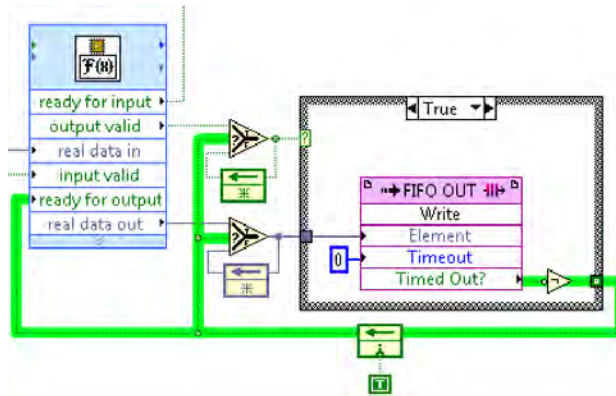 F(x)
ready for input
output valid
real data in
input valid
ready for output
real data out
?
T
F
?
T
F
True
?
FIFO OUT
Write
Element
0
Timeout
Timed Out?
T